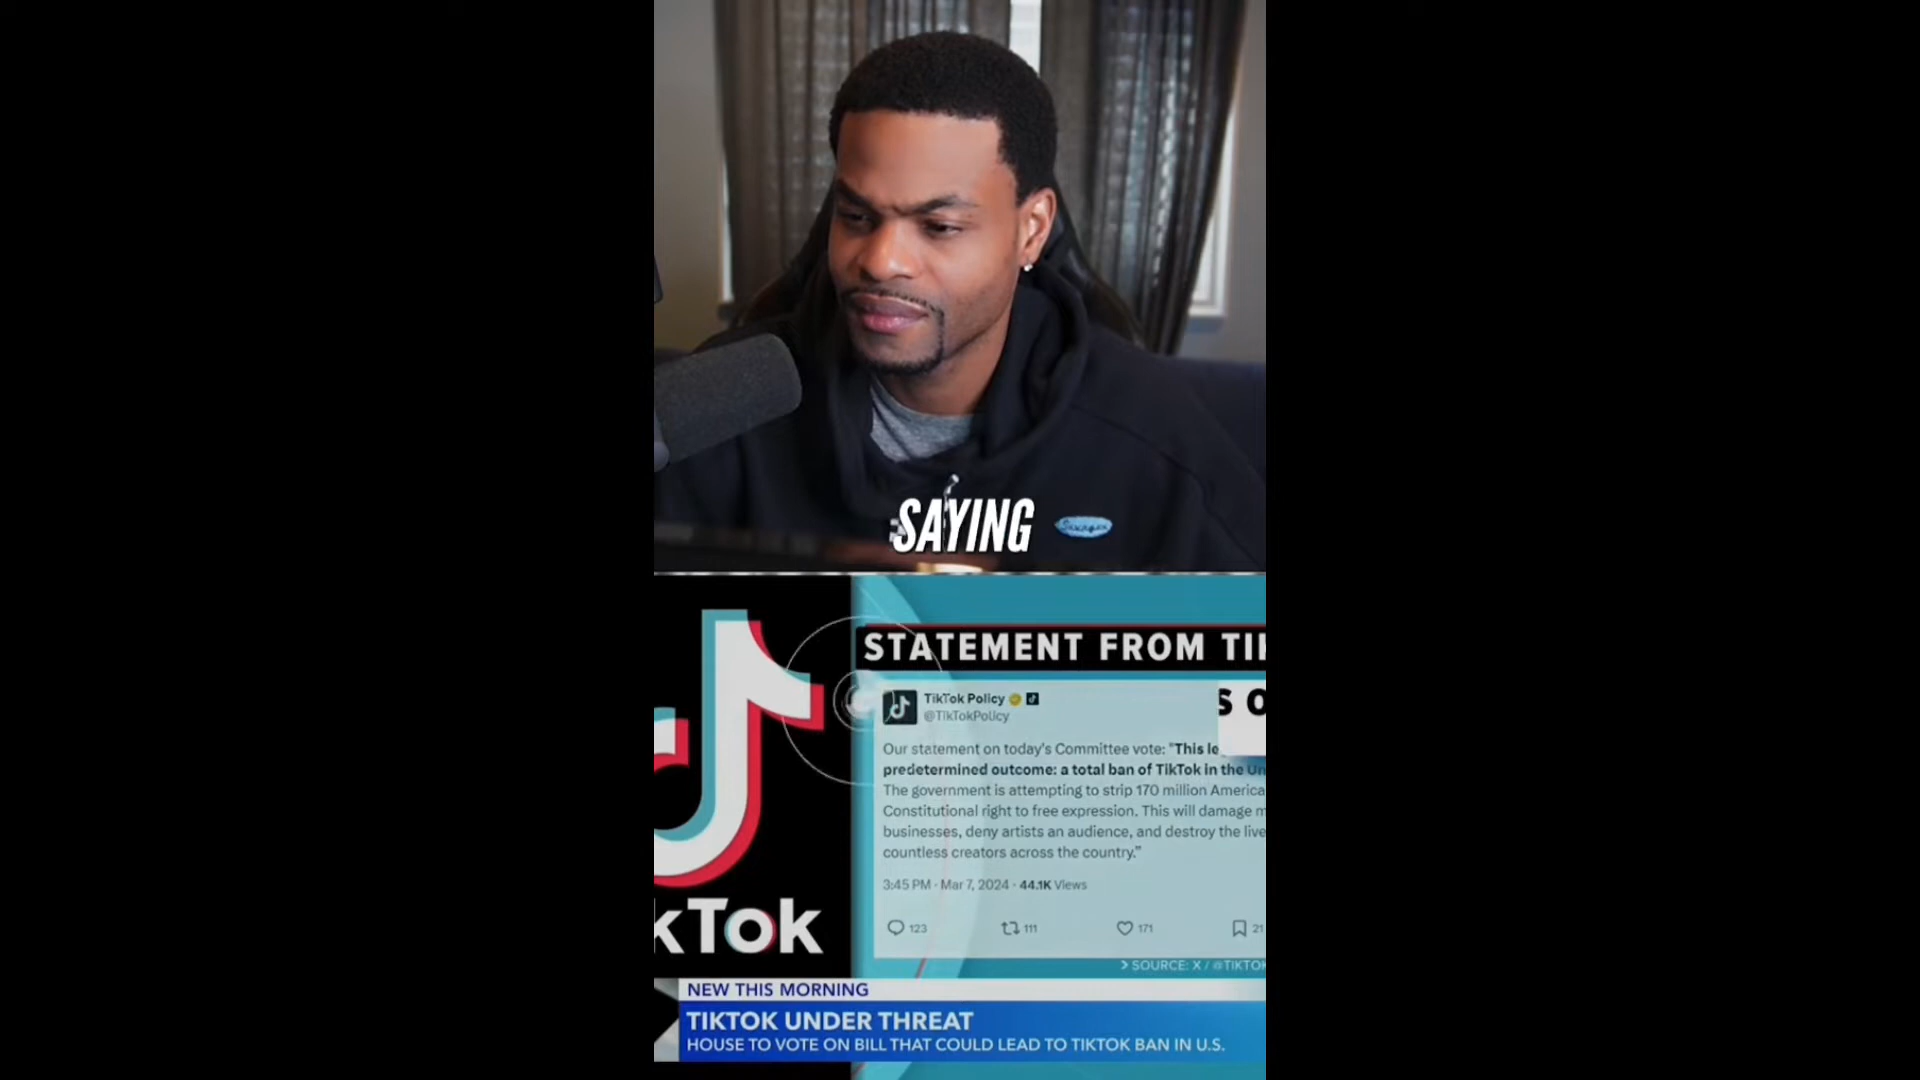 SAYING
STATEMENT FROM TI
TikTok Policy
@TikTokPolicy
S O
Our statement on today's Committee vote: "This le
predetermined outcome: a total ban of TikTok in the Un
The government is attempting to strip 170 million America
Constitutional right to free expression. This will damage m
businesses, deny artists an audience, and destroy the live
countless creators across the country."
3:45 PM · Mar 7, 2024 · 44.1K Views
123 111 171 21
kTok
> SOURCE: X / @TIKTOK
NEW THIS MORNING
TIKTOK UNDER THREAT
HOUSE TO VOTE ON BILL THAT COULD LEAD TO TIKTOK BAN IN U.S.